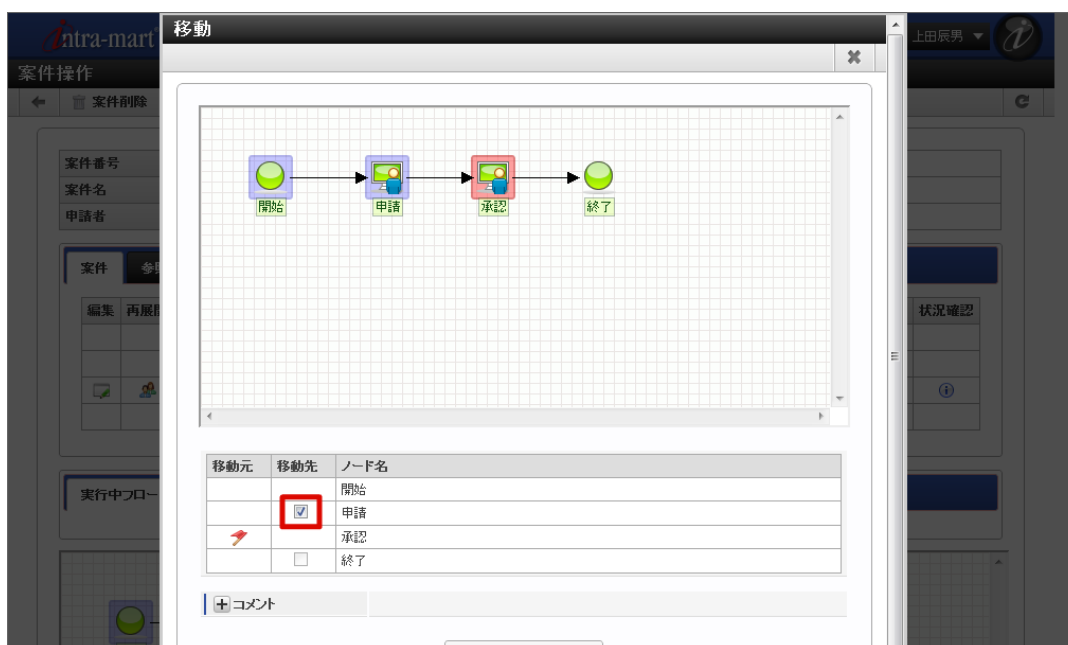 intra-mart
移動
上田辰男
案件操作
案件削除
案件番号
案件名
申請者
開始
申請
承認
終了
案件
編集
状況確認
移動元 移動先 ノード名
開始
申請
承認
終了
実行中フロー
コメント